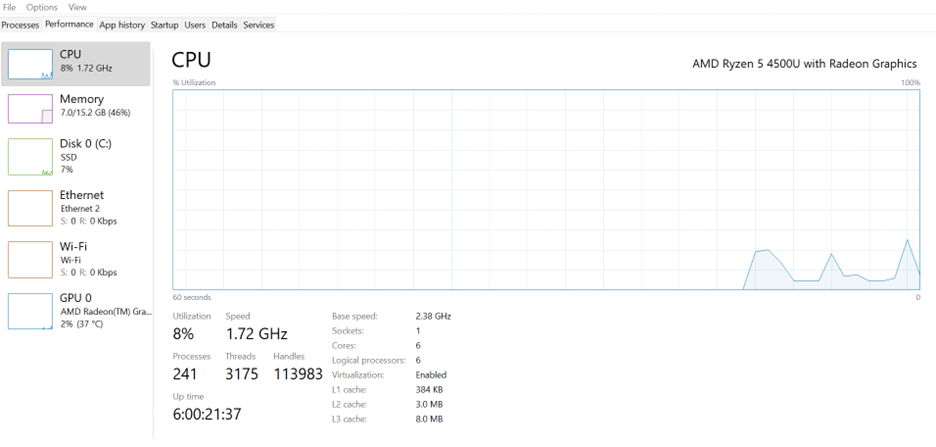 File Options View
Processes Performance App history Startup Users Details Services
CPU
8% 1.72 GHz
Memory
7.0/15.2 GB (46%)
Disk 0 (C:)
SSD
7%
Ethernet
Ethernet 2
S: 0 R: 0 Kbps
Wi-Fi
Wi-Fi
S: 0 R: 0 Kbps
GPU 0
AMD Radeon(TM) Gra...
2% (37 °C)
CPU
AMD Ryzen 5 4500U with Radeon Graphics
% Utilization 100%
60 seconds 0
Utilization Speed
8% 1.72 GHz
Processes Threads Handles
241 3175 113983
Up time
6:00:21:37
Base speed: 2.38 GHz
Sockets: 1
Cores: 6
Logical processors: 6
Virtualization: Enabled
L1 cache: 384 KB
L2 cache: 3.0 MB
L3 cache: 8.0 MB